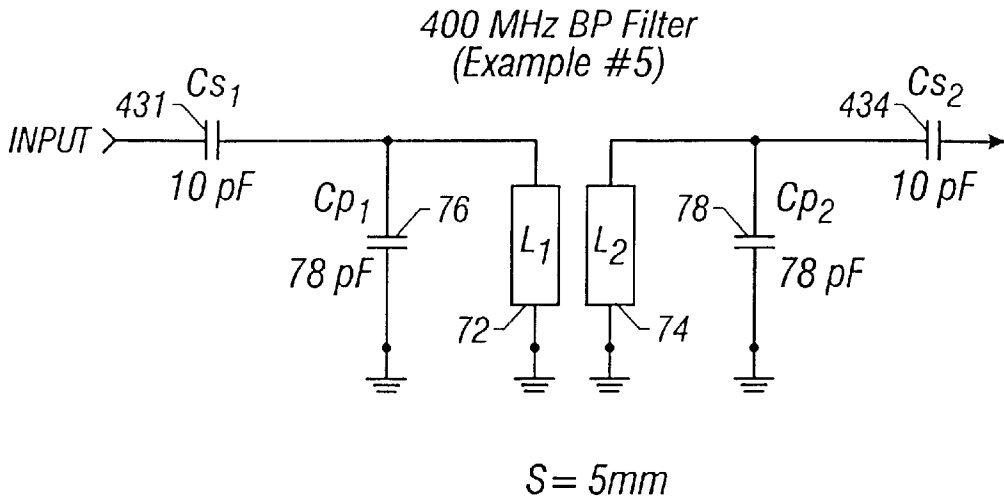 400 MHz BP Filter
(Example #5)
431 Cs1
434 Cs2
INPUT
10 pF
10 pF
Cp1 76
78 Cp2
L1
L2
78 pF
78 pF
72
74
S= 5mm